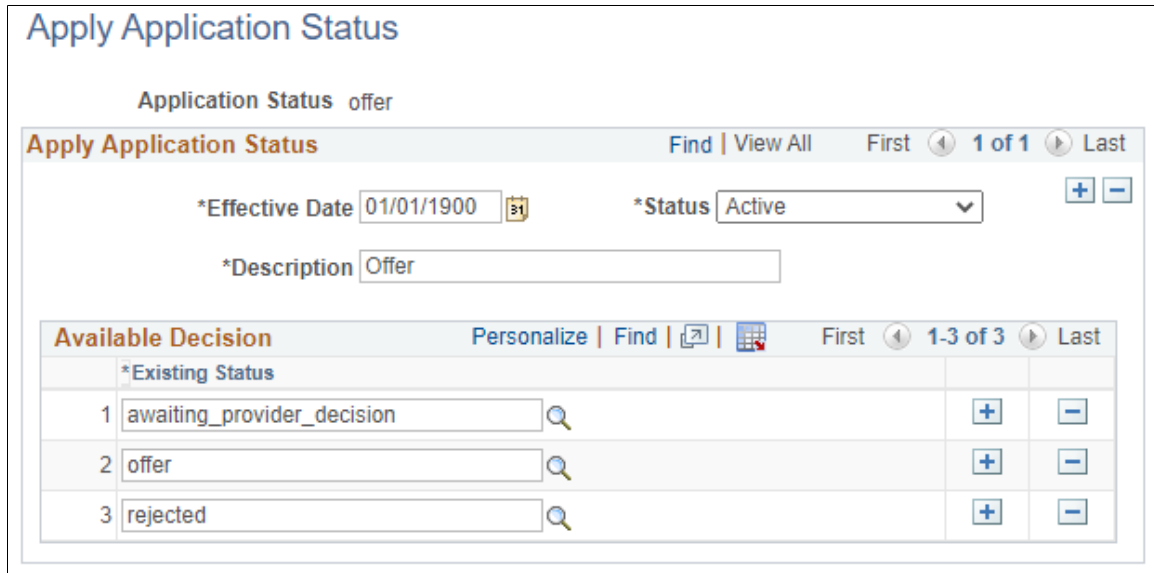 Apply Application Status
Application Status offer
Apply Application Status Find | View All First 1 of 1 Last
*Effective Date 01/01/1900 31 *Status Active
*Description Offer
Available Decision Personalize | Find | | First 1-3 of 3 Last
*Existing Status
1 awaiting_provider_decision
2 offer
3 rejected